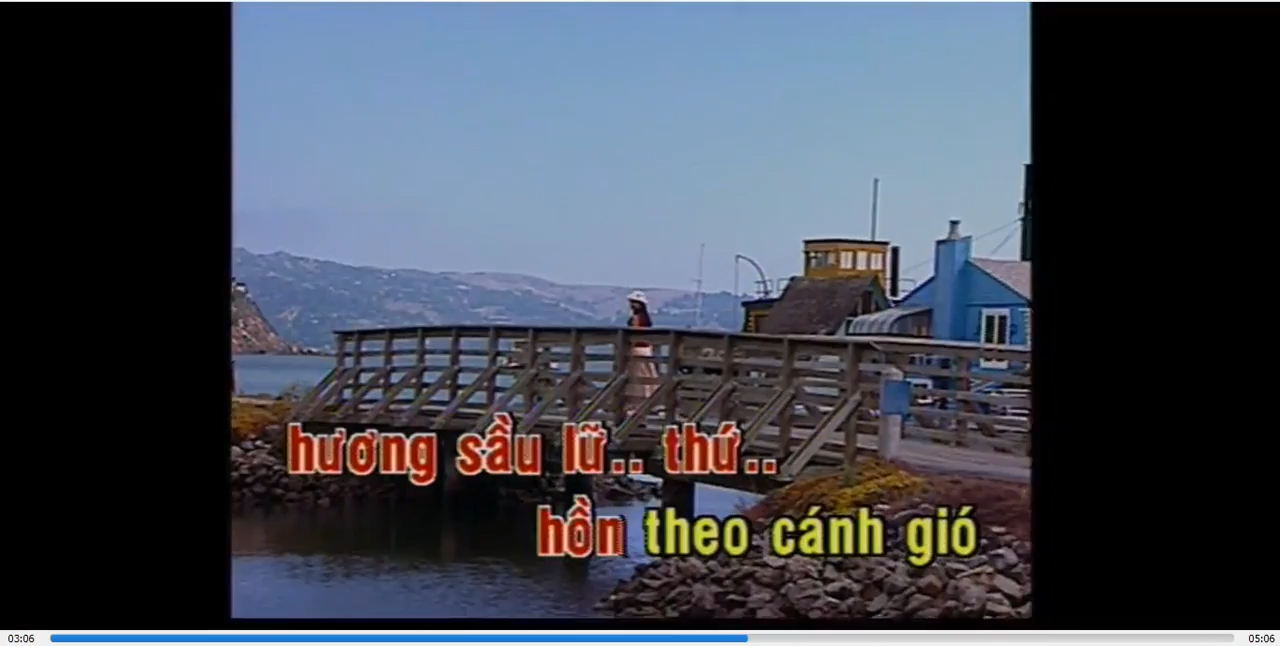 hương sầu lữ.. thứ..
hồn theo cánh gió
03:06
05:06